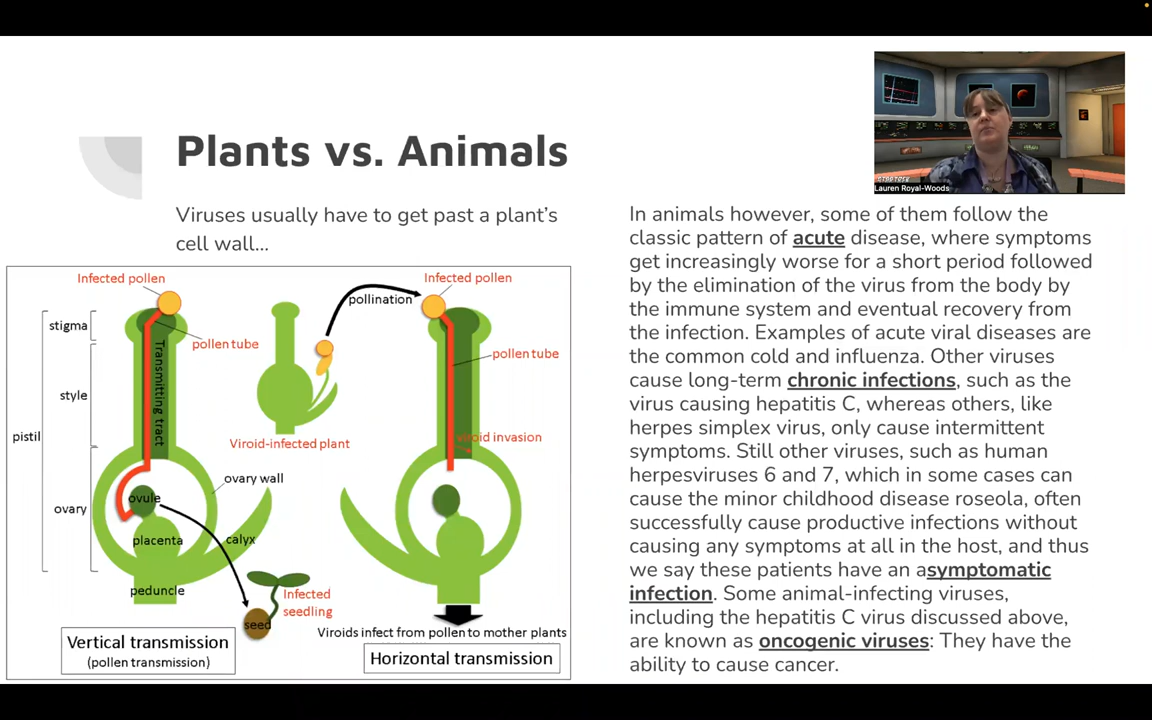 Plants vs. Animals
Viruses usually have to get past a plant's
cell wall...
Infected pollen
stigma
pollen tube
Transmitting tract
style
pistil
ovary wall
ovule
ovary
placenta
calyx
peduncle
Infected
seedling
seed
Vertical transmission
(pollen transmission)
pollination
Viroid-infected plant
Infected pollen
pollen tube
viroid invasion
Viroids infect from pollen to mother plants
Horizontal transmission
STAR TREK
Lauren Royal-Woods
In animals however, some of them follow the
classic pattern of acute disease, where symptoms
get increasingly worse for a short period followed
by the elimination of the virus from the body by
the immune system and eventual recovery from
the infection. Examples of acute viral diseases are
the common cold and influenza. Other viruses
cause long-term chronic infections, such as the
virus causing hepatitis C, whereas others, like
herpes simplex virus, only cause intermittent
symptoms. Still other viruses, such as human
herpesviruses 6 and 7, which in some cases can
cause the minor childhood disease roseola, often
successfully cause productive infections without
causing any symptoms at all in the host, and thus
we say these patients have an asymptomatic
infection. Some animal-infecting viruses,
including the hepatitis C virus discussed above,
are known as oncogenic viruses: They have the
ability to cause cancer.